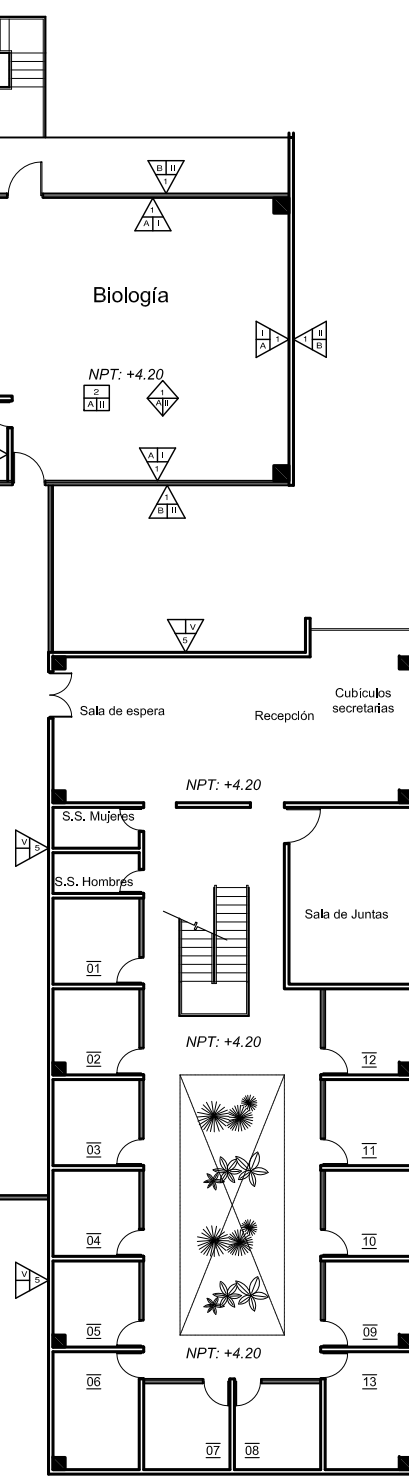 B II
1
1
A I
Biología
I
A 1
1 II
B
NPT: +4.20
2
A II
1
A II
A I
1
1
B II
V
5
Cubículos
secretarias
Sala de espera
Recepción
NPT: +4.20
S.S. Mujeres
V
5
S.S. Hombres
Sala de Juntas
01
NPT: +4.20
02
12
03
11
04
10
V
5
05
09
NPT: +4.20
06
13
07
08